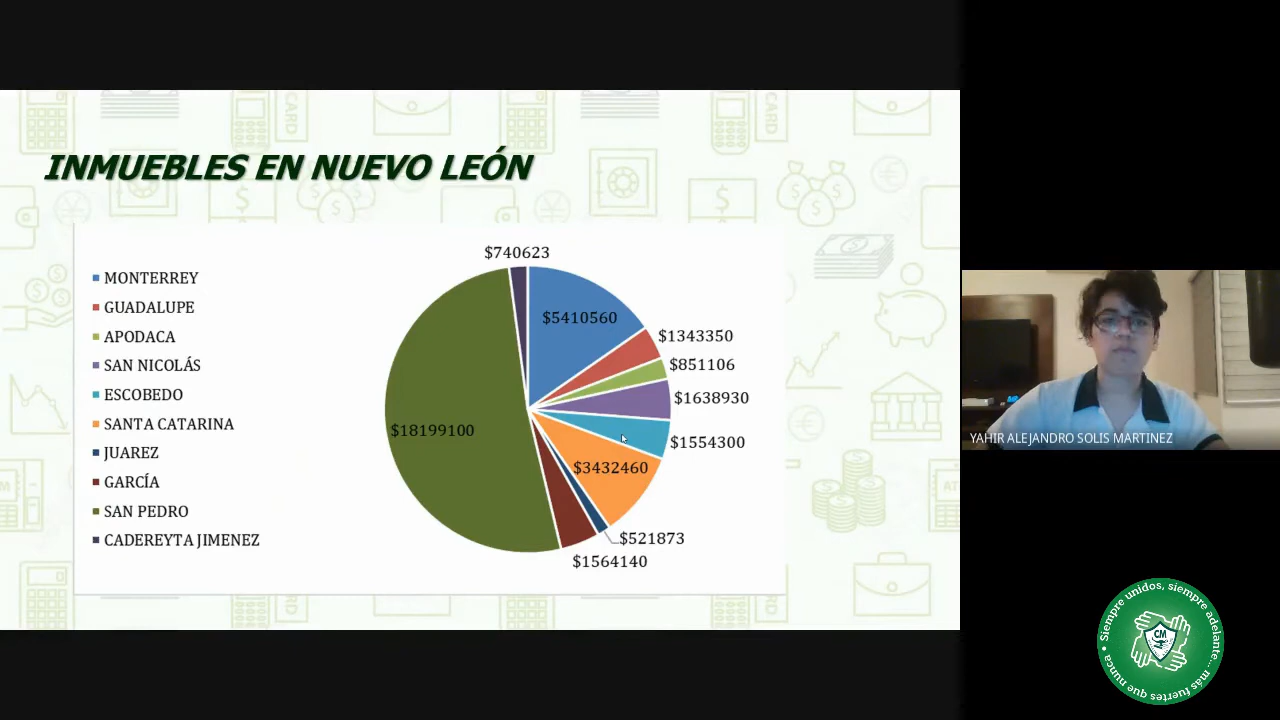 INMUEBLES EN NUEVO LEÓN
$740623
MONTERREY
GUADALUPE
APODACA
SAN NICOLÁS
ESCOBEDO
SANTA CATARINA
JUAREZ
GARCÍA
SAN PEDRO
CADEREYTA JIMENEZ
$5410560
$1343350
$851106
$1638930
$1554300
$3432460
$521873
$1564140
$18199100
CARD
CARD
YAHIR ALEJANDRO SOLIS MARTINEZ
Siempre unidos, siempre adelante... más fuertes que nunca •
CM